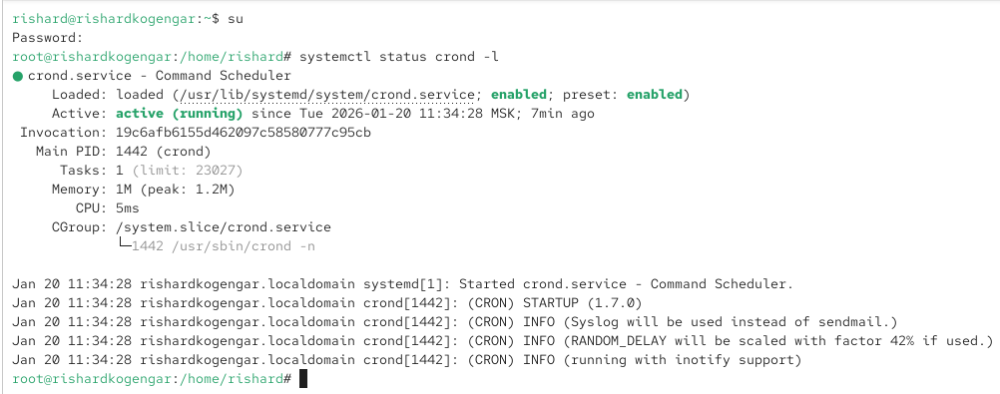 rishard@rishardkogengar:~$ su
Password:
root@rishardkogengar:/home/rishard# systemctl status crond -l
● crond.service - Command Scheduler
     Loaded: loaded (/usr/lib/systemd/system/crond.service; enabled; preset: enabled)
     Active: active (running) since Tue 2026-01-20 11:34:28 MSK; 7min ago
 Invocation: 19c6afb6155d462097c58580777c95cb
   Main PID: 1442 (crond)
      Tasks: 1 (limit: 23027)
     Memory: 1M (peak: 1.2M)
        CPU: 5ms
     CGroup: /system.slice/crond.service
             └─1442 /usr/sbin/crond -n
Jan 20 11:34:28 rishardkogengar.localdomain systemd[1]: Started crond.service - Command Scheduler.
Jan 20 11:34:28 rishardkogengar.localdomain crond[1442]: (CRON) STARTUP (1.7.0)
Jan 20 11:34:28 rishardkogengar.localdomain crond[1442]: (CRON) INFO (Syslog will be used instead of sendmail.)
Jan 20 11:34:28 rishardkogengar.localdomain crond[1442]: (CRON) INFO (RANDOM_DELAY will be scaled with factor 42% if used.)
Jan 20 11:34:28 rishardkogengar.localdomain crond[1442]: (CRON) INFO (running with inotify support)
root@rishardkogengar:/home/rishard#